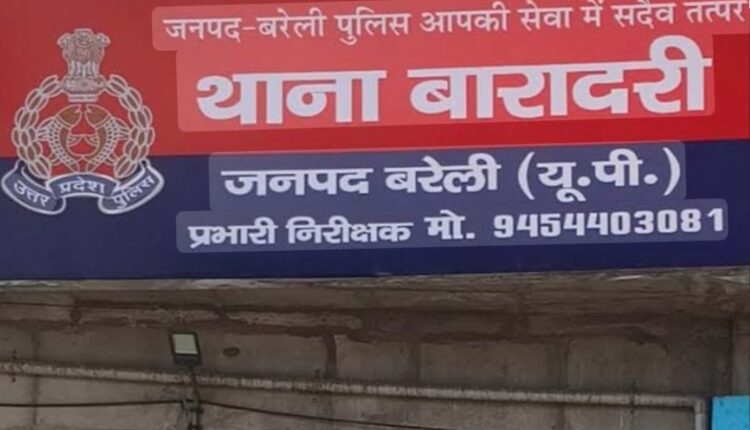 जनपद-बरेली पुलिस आपकी सेवा में सदैव तत्पर
थाना बारादरी
उत्तर प्रदेश पुलिस
जनपद बरेली (यू.पी.)
प्रभारी निरीक्षक मो. 9454403081